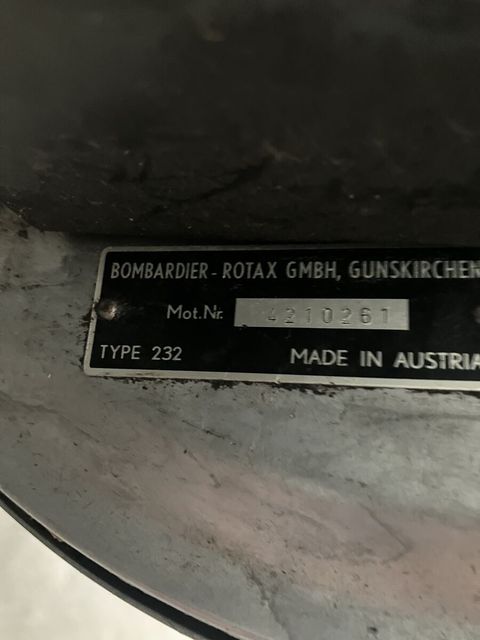 BOMBARDIER-ROTAX GMBH, GUNSKIRCHEN
Mot.Nr. 4210261
TYPE 232 MADE IN AUSTRIA